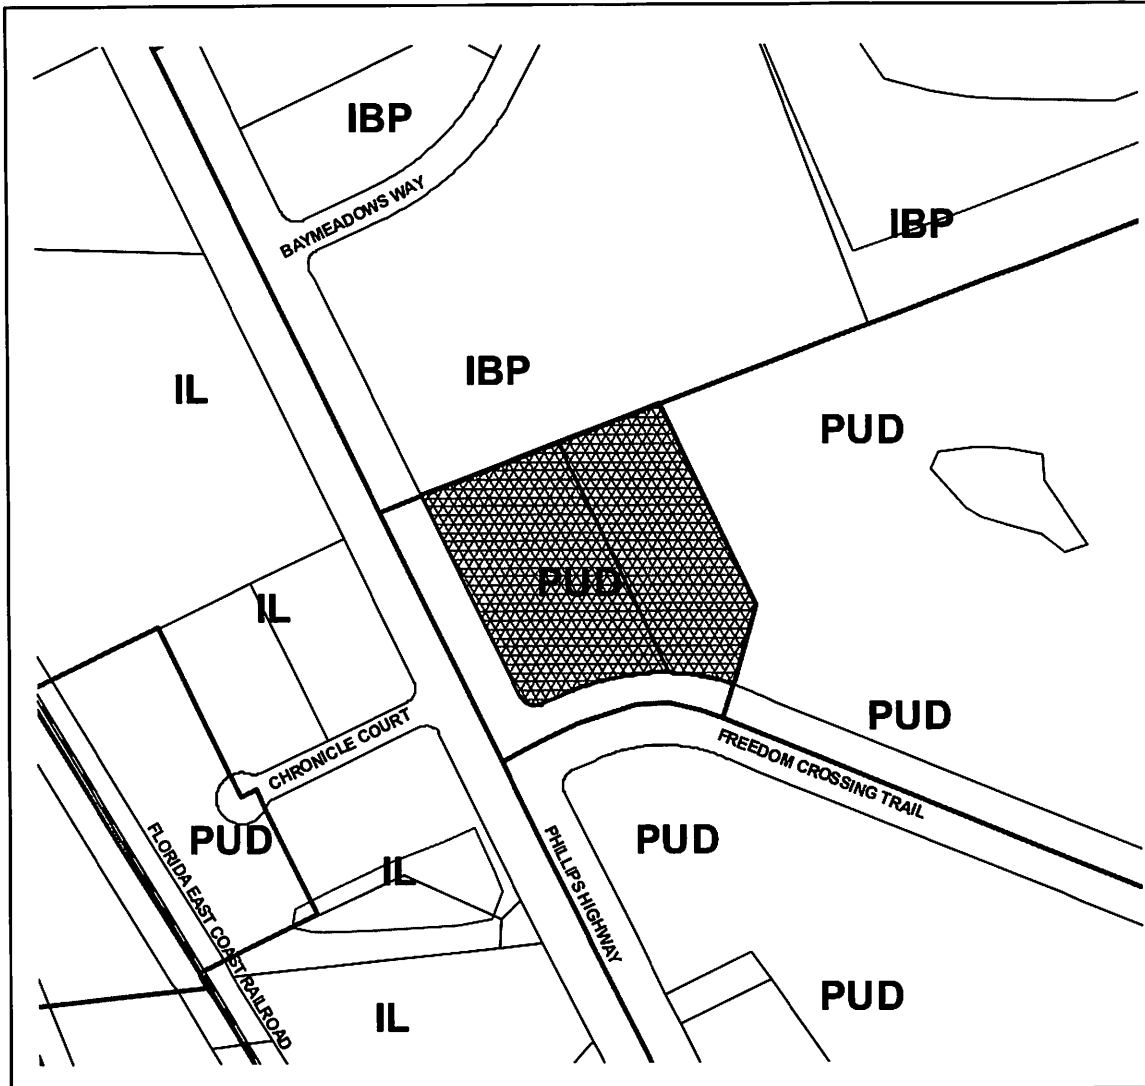 IBP
BAYMEADOWS WAY
IBP
IBP
IL
PUD
PUD
IL
PUD
CHRONICLE COURT
FREEDOM CROSSING TRAIL
PUD
PUD
IL
PHILLIPS HIGHWAY
FLORIDA EAST COAST RAILROAD
PUD
IL